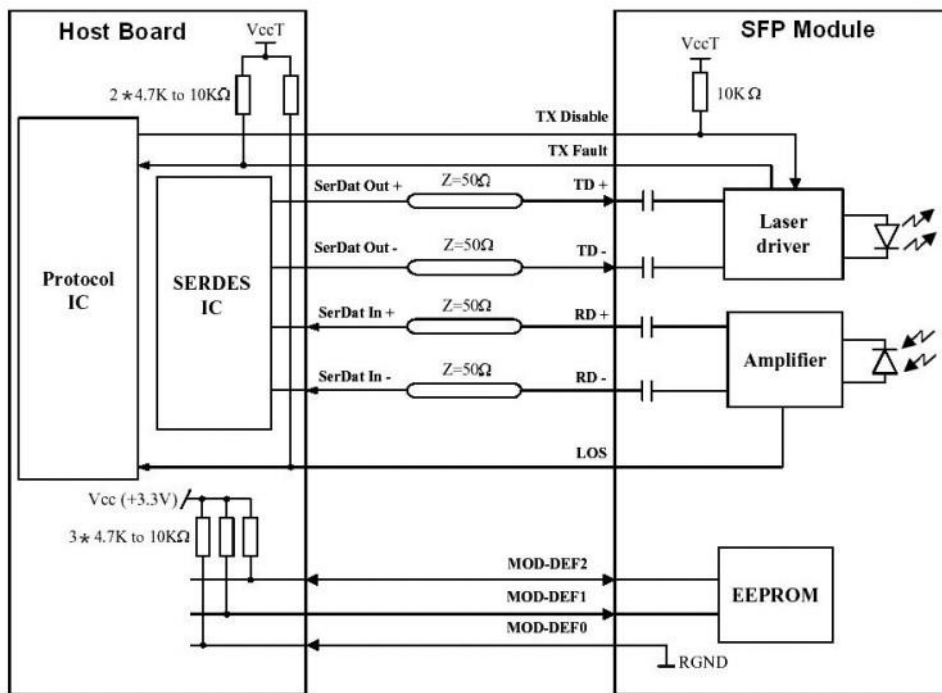 Host Board
SFP Module
VccT
VccT
2*4.7K to 10KΩ
10K Ω
TX Disable
TX Fault
SerDat Out +
Z=50Ω
TD +
SerDat Out -
Z=50Ω
TD -
Laser
driver
Protocol
IC
SERDES
IC
SerDat In +
Z=50Ω
RD +
SerDat In -
Z=50Ω
RD -
Amplifier
LOS
Vcc (+3.3V)
3*4.7K to 10KΩ
MOD-DEF2
MOD-DEF1
MOD-DEF0
EEPROM
RGND